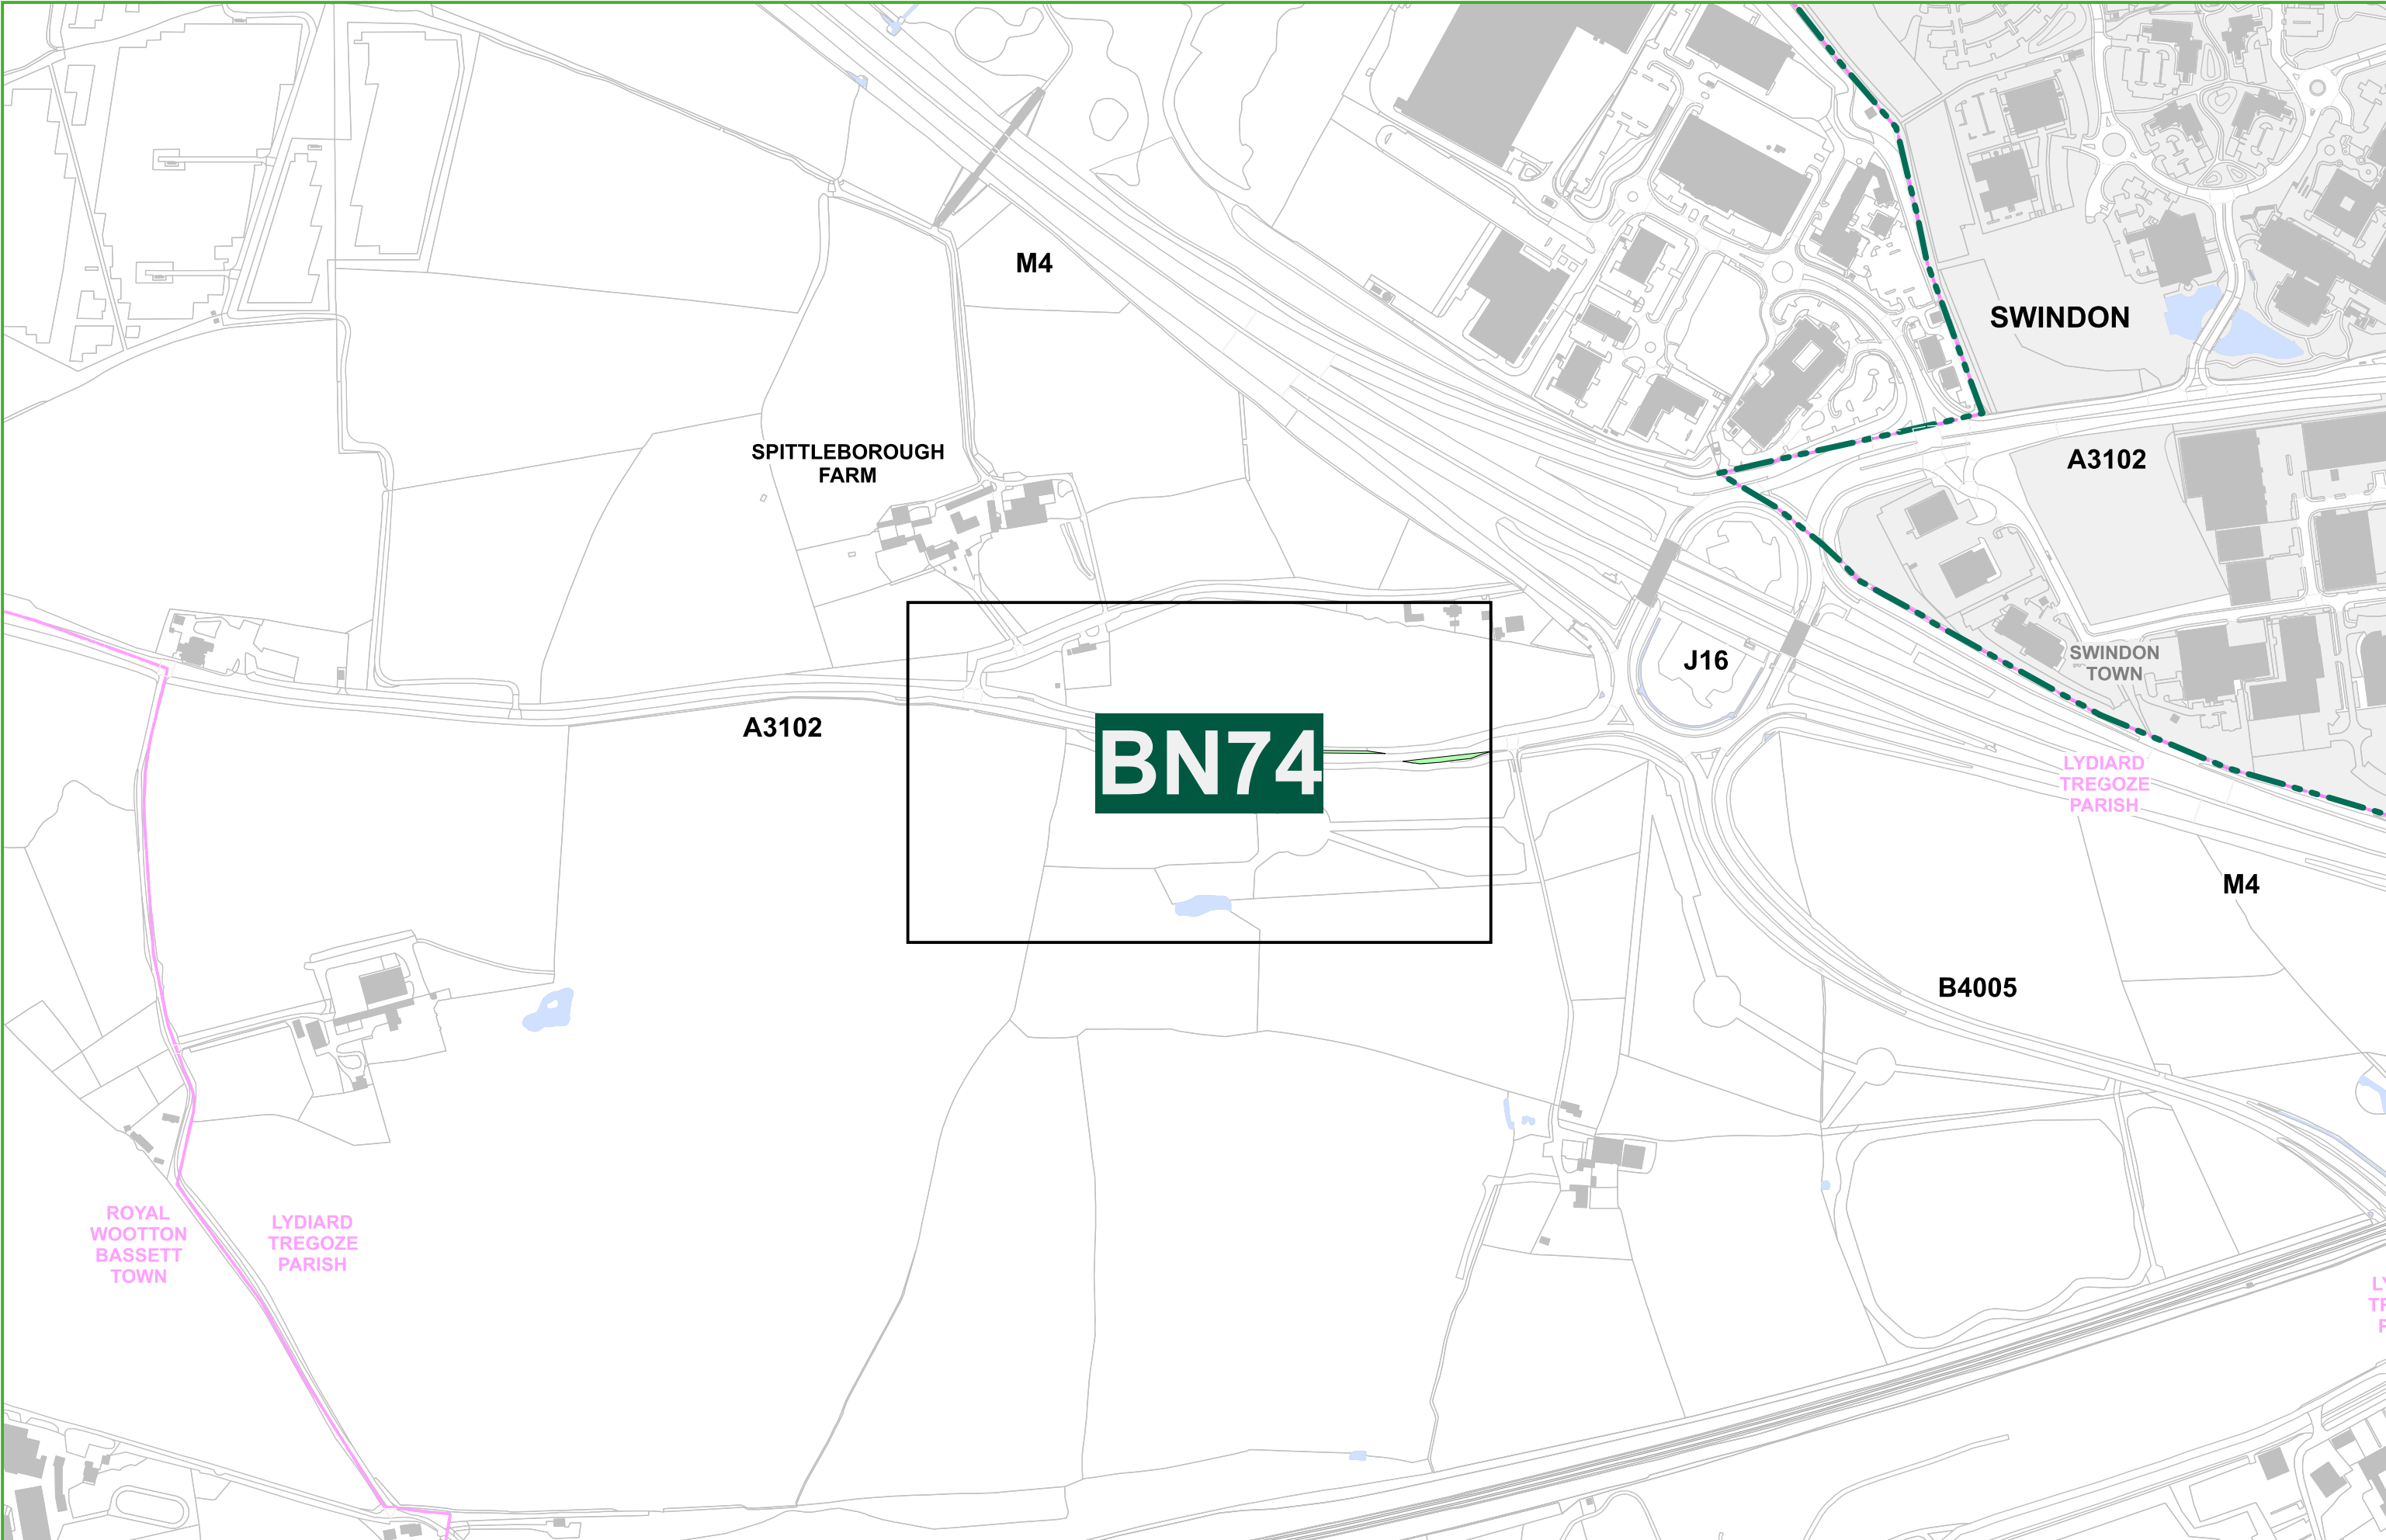 M4
SWINDON
SPITTLEBOROUGH
FARM
A3102
SWINDON
TOWN
J16
A3102
BN74
LYDIARD
TREGOZE
PARISH
M4
B4005
ROYAL
WOOTTON
BASSETT
TOWN
LYDIARD
TREGOZE
PARISH